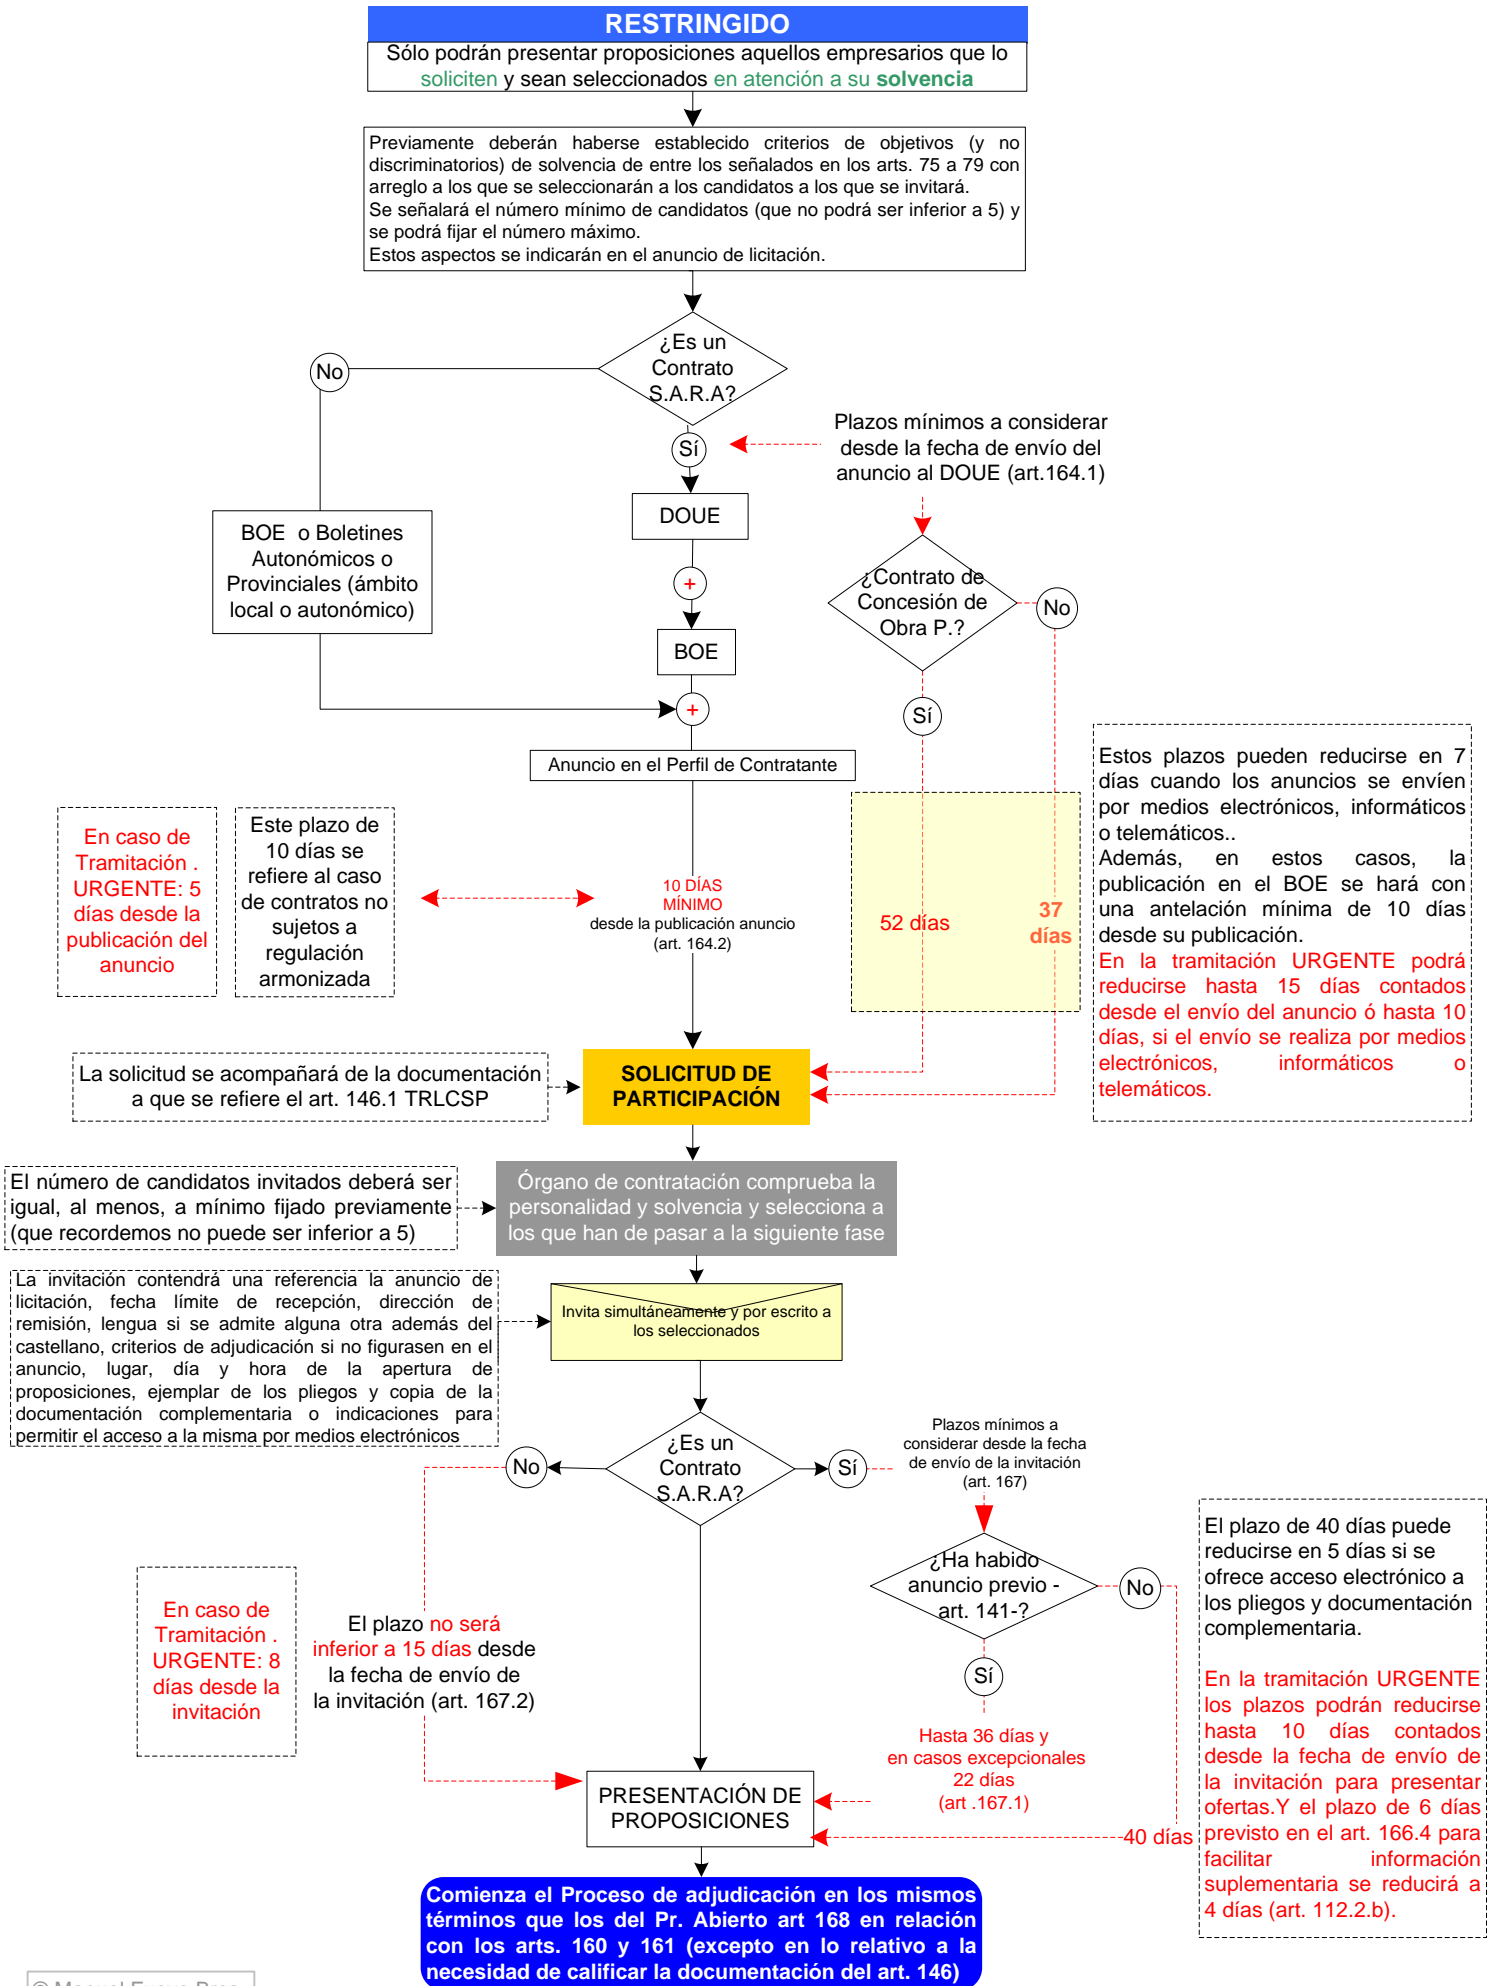 RESTRINGIDO
Sólo podrán presentar proposiciones aquellos empresarios que lo
soliciten y sean seleccionados en atención a su solvencia
Previamente deberán haberse establecido criterios de objetivos (y no
discriminatorios) de solvencia de entre los señalados en los arts. 75 a 79 con
arreglo a los que se seleccionarán a los candidatos a los que se invitará.
Se señalará el número mínimo de candidatos (que no podrá ser inferior a 5) y
se podrá fijar el número máximo.
Estos aspectos se indicarán en el anuncio de licitación.
¿Es un
Contrato
S.A.R.A?
No
Sí
Plazos mínimos a considerar
desde la fecha de envío del
anuncio al DOUE (art.164.1)
DOUE
BOE o Boletines
Autonómicos o
Provinciales (ámbito
local o autonómico)
+
¿Contrato de
Concesión de
Obra P.?
No
BOE
+
Sí
Anuncio en el Perfil de Contratante
Estos plazos pueden reducirse en 7
días cuando los anuncios se envíen
por medios electrónicos, informáticos
o telemáticos..
Además, en estos casos, la
publicación en el BOE se hará con
una antelación mínima de 10 días
desde su publicación.
En la tramitación URGENTE podrá
reducirse hasta 15 días contados
desde el envío del anuncio ó hasta 10
días, si el envío se realiza por medios
electrónicos, informáticos o
telemáticos.
En caso de
Tramitación .
URGENTE: 5
días desde la
publicación del
anuncio
Este plazo de
10 días se
refiere al caso
de contratos no
sujetos a
regulación
armonizada
10 DÍAS
MÍNIMO
desde la publicación anuncio
(art. 164.2)
52 días
37
días
La solicitud se acompañará de la documentación
a que se refiere el art. 146.1 TRLCSP
SOLICITUD DE
PARTICIPACIÓN
El número de candidatos invitados deberá ser
igual, al menos, a mínimo fijado previamente
(que recordemos no puede ser inferior a 5)
Órgano de contratación comprueba la
personalidad y solvencia y selecciona a
los que han de pasar a la siguiente fase
La invitación contendrá una referencia la anuncio de
licitación, fecha límite de recepción, dirección de
remisión, lengua si se admite alguna otra además del
castellano, criterios de adjudicación si no figurasen en el
anuncio, lugar, día y hora de la apertura de
proposiciones, ejemplar de los pliegos y copia de la
documentación complementaria o indicaciones para
permitir el acceso a la misma por medios electrónicos
Invita simultáneamente y por escrito a
los seleccionados
¿Es un
Contrato
S.A.R.A?
No
Sí
Plazos mínimos a
considerar desde la fecha
de envío de la invitación
(art. 167)
¿Ha habido
anuncio previo -
art. 141-?
No
Sí
El plazo de 40 días puede
reducirse en 5 días si se
ofrece acceso electrónico a
los pliegos y documentación
complementaria.
En la tramitación URGENTE
los plazos podrán reducirse
hasta 10 días contados
desde la fecha de envío de
la invitación para presentar
ofertas.Y el plazo de 6 días
previsto en el art. 166.4 para
facilitar información
suplementaria se reducirá a
4 días (art. 112.2.b).
En caso de
Tramitación .
URGENTE: 8
días desde la
invitación
El plazo no será
inferior a 15 días desde
la fecha de envío de
la invitación (art. 167.2)
Hasta 36 días y
en casos excepcionales
22 días
(art .167.1)
PRESENTACIÓN DE
PROPOSICIONES
40 días
Comienza el Proceso de adjudicación en los mismos
términos que los del Pr. Abierto art 168 en relación
con los arts. 160 y 161 (excepto en lo relativo a la
necesidad de calificar la documentación del art. 146)